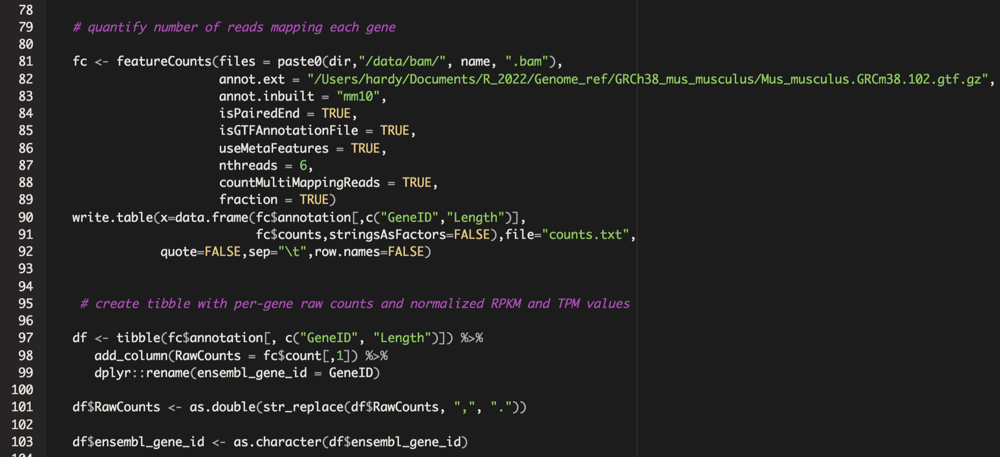 78
79 # quantify number of reads mapping each gene
80
81 fc <- featureCounts(files = paste0(dir,"/data/bam/", name, ".bam"),
82 annot.ext = "/Users/hardy/Documents/R_2022/Genome_ref/GRCh38_mus_musculus/Mus_musculus.GRCm38.102.gtf.gz",
83 annot.inbuilt = "mm10",
84 isPairedEnd = TRUE,
85 isGTFAnnotationFile = TRUE,
86 useMetaFeatures = TRUE,
87 nthreads = 6,
88 countMultiMappingReads = TRUE,
89 fraction = TRUE)
90 write.table(x=data.frame(fc$annotation[,c("GeneID","Length")],
91 fc$counts,stringsAsFactors=FALSE),file="counts.txt",
92 quote=FALSE,sep="\t",row.names=FALSE)
93
94
95 # create tibble with per-gene raw counts and normalized RPKM and TPM values
96
97 df <- tibble(fc$annotation[, c("GeneID", "Length")]) %>%
98 add_column(RawCounts = fc$count[,1]) %>%
99 dplyr::rename(ensembl_gene_id = GeneID)
100
101 df$RawCounts <- as.double(str_replace(df$RawCounts, ",", "."))
102
103 df$ensembl_gene_id <- as.character(df$ensembl_gene_id)
104